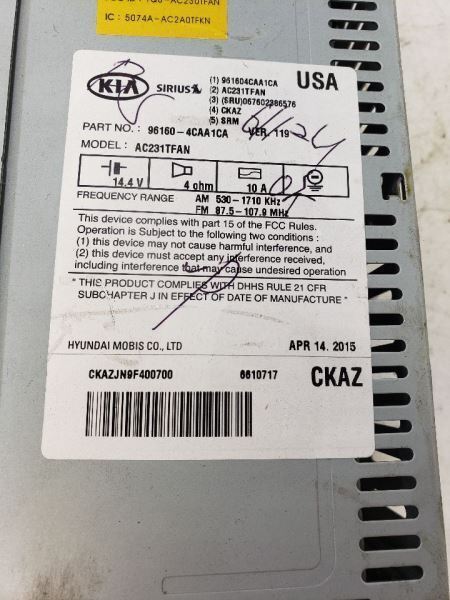 IC : 5074A-AC2A0TFKN
KIA SIRIUS
(1) 961604CAA1CA
(2) AC231TFAN
(3) (SRU)067602386576
(4) CKAZ
(5) SRM
USA
PART NO. : 96160-4CAA1CA VER. 119
MODEL : AC231TFAN
14.4 V 4 ohm 10 A
FREQUENCY RANGE AM 530-1710 KHz
FM 87.5-107.9 MHz
This device complies with part 15 of the FCC Rules.
Operation is Subject to the following two conditions :
(1) this device may not cause harmful interference, and
(2) this device must accept any interference received,
including interference that may cause undesired operation
* THIS PRODUCT COMPLIES WITH DHHS RULE 21 CFR
SUBCHAPTER J IN EFFECT OF DATE OF MANUFACTURE *
HYUNDAI MOBIS CO., LTD APR 14. 2015
CKAZJN9F400700 6610717 CKAZ